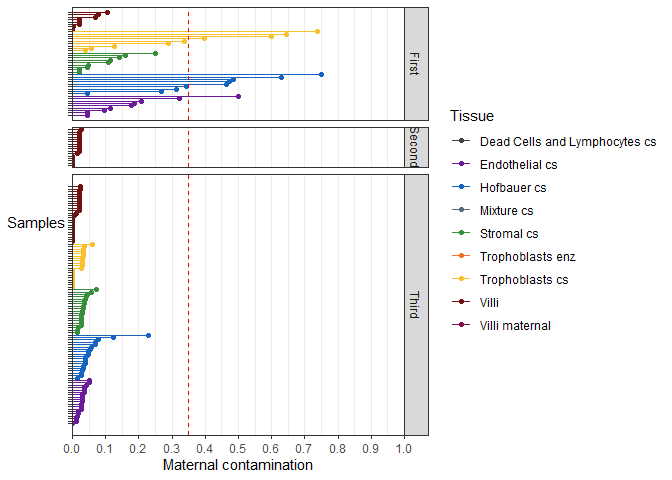 First
Second
Third
Samples
0.0 0.1 0.2 0.3 0.4 0.5 0.6 0.7 0.8 0.9 1.0
Maternal contamination
Tissue
Dead Cells and Lymphocytes cs
Endothelial cs
Hofbauer cs
Mixture cs
Stromal cs
Trophoblasts enz
Trophoblasts cs
Villi
Villi maternal